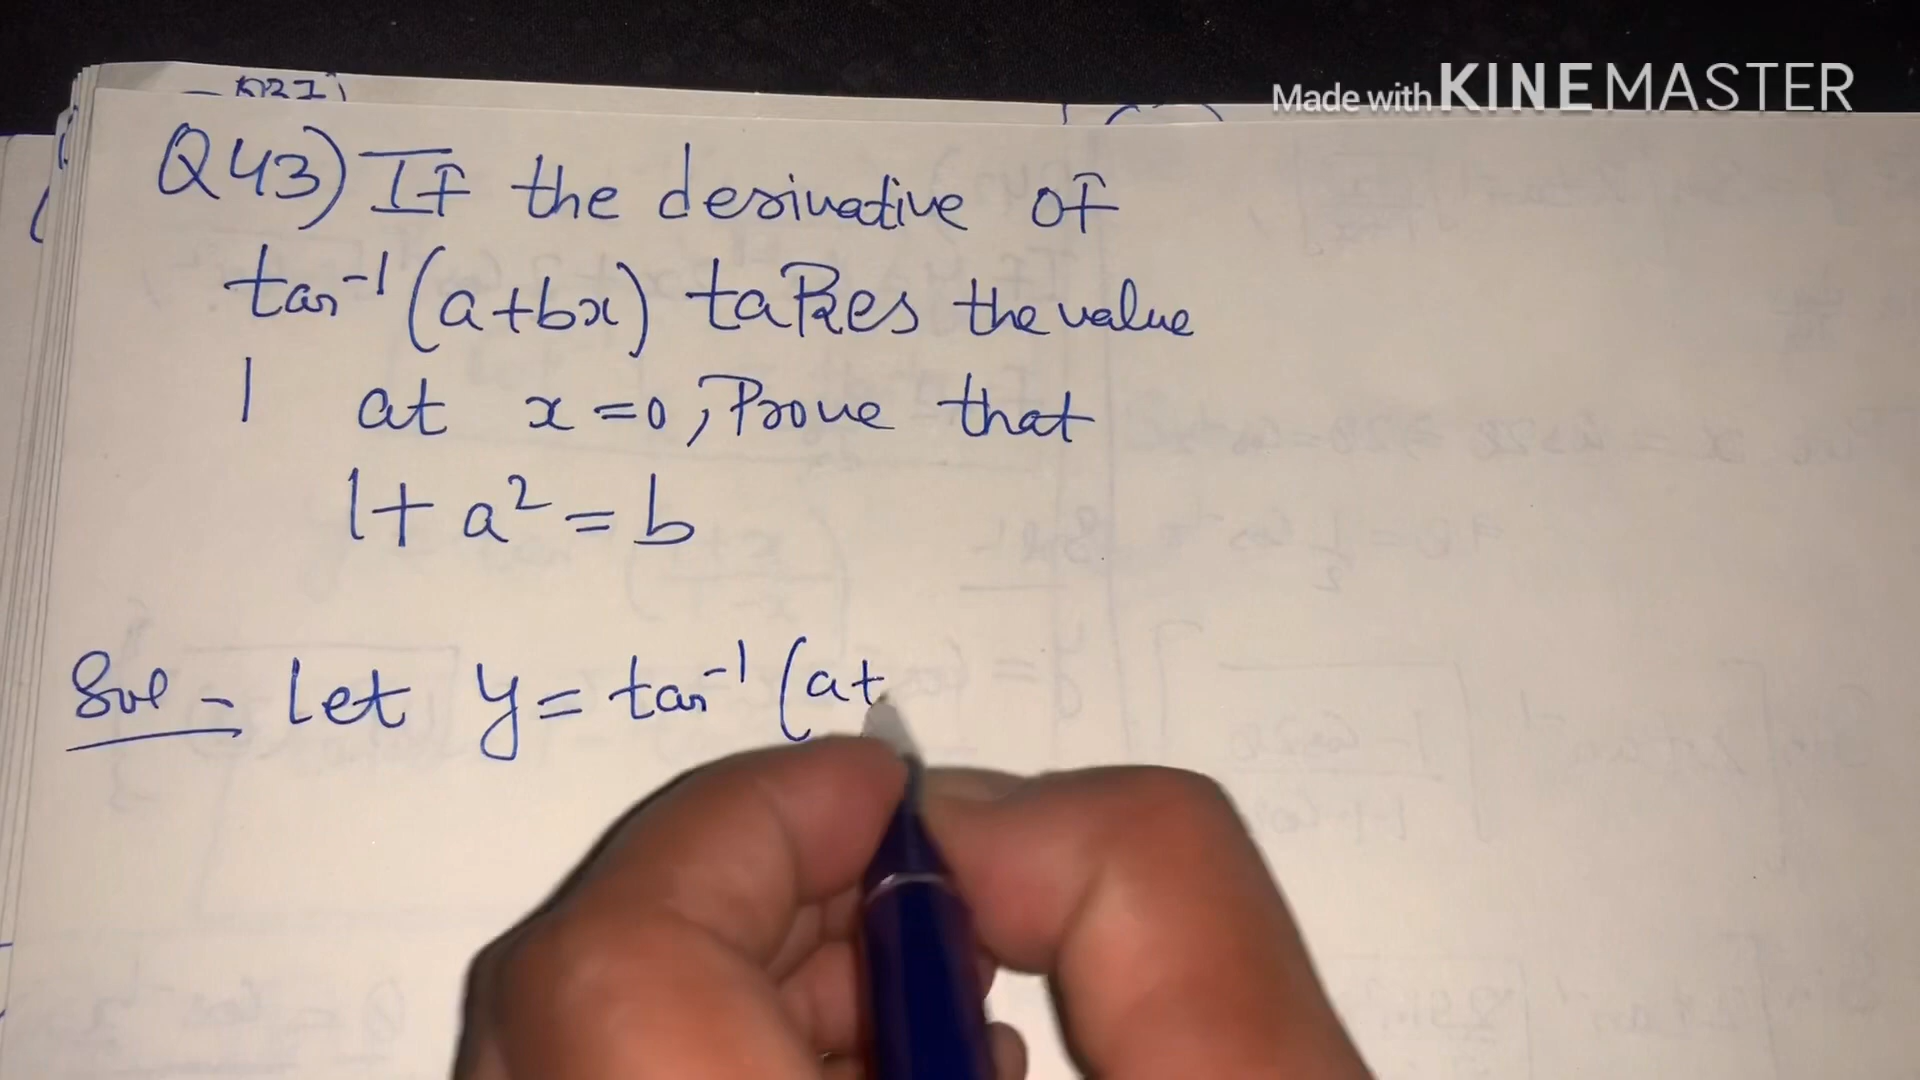 Made with KINEMASTER
Q43) If the derivative of
tan⁻¹(a+bx) takes the value
1 at x=0, Prove that
1+a²=b
Sol - Let y=tan⁻¹(a+